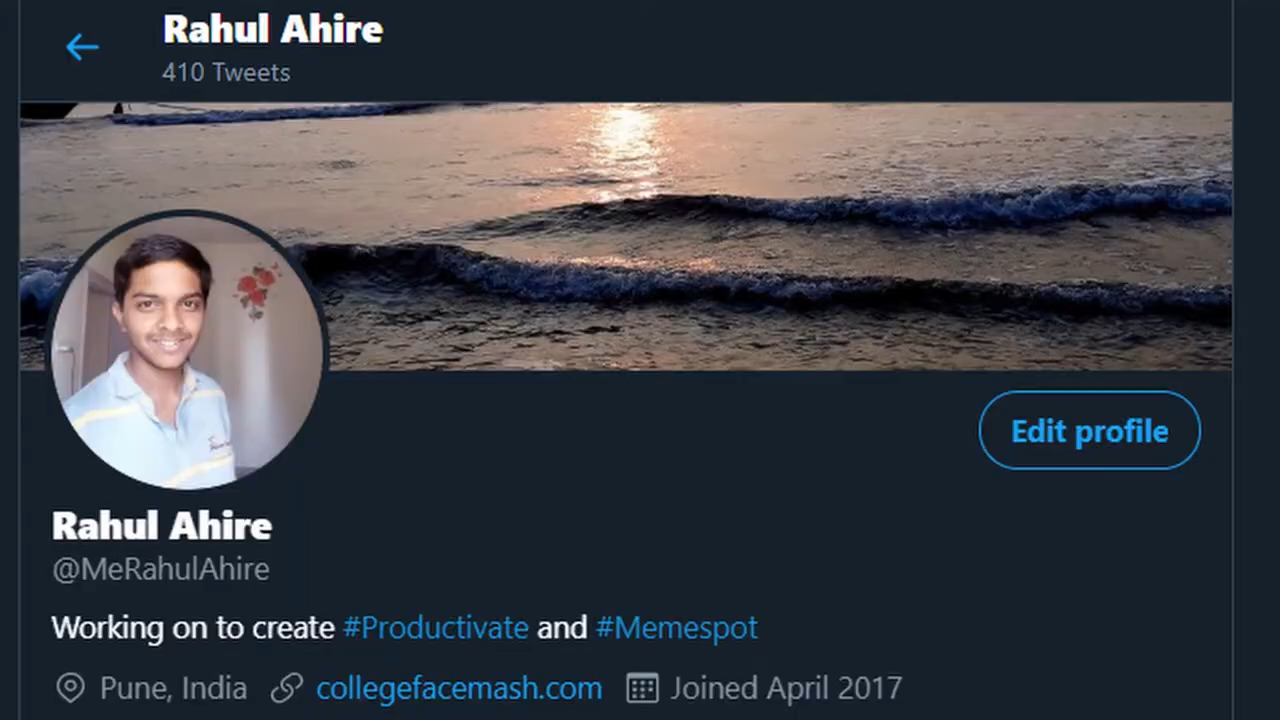 Rahul Ahire
410 Tweets
Edit profile
Rahul Ahire
@MeRahulAhire
Working on to create #Productivate and #Memespot
Pune, India collegefacemash.com Joined April 2017